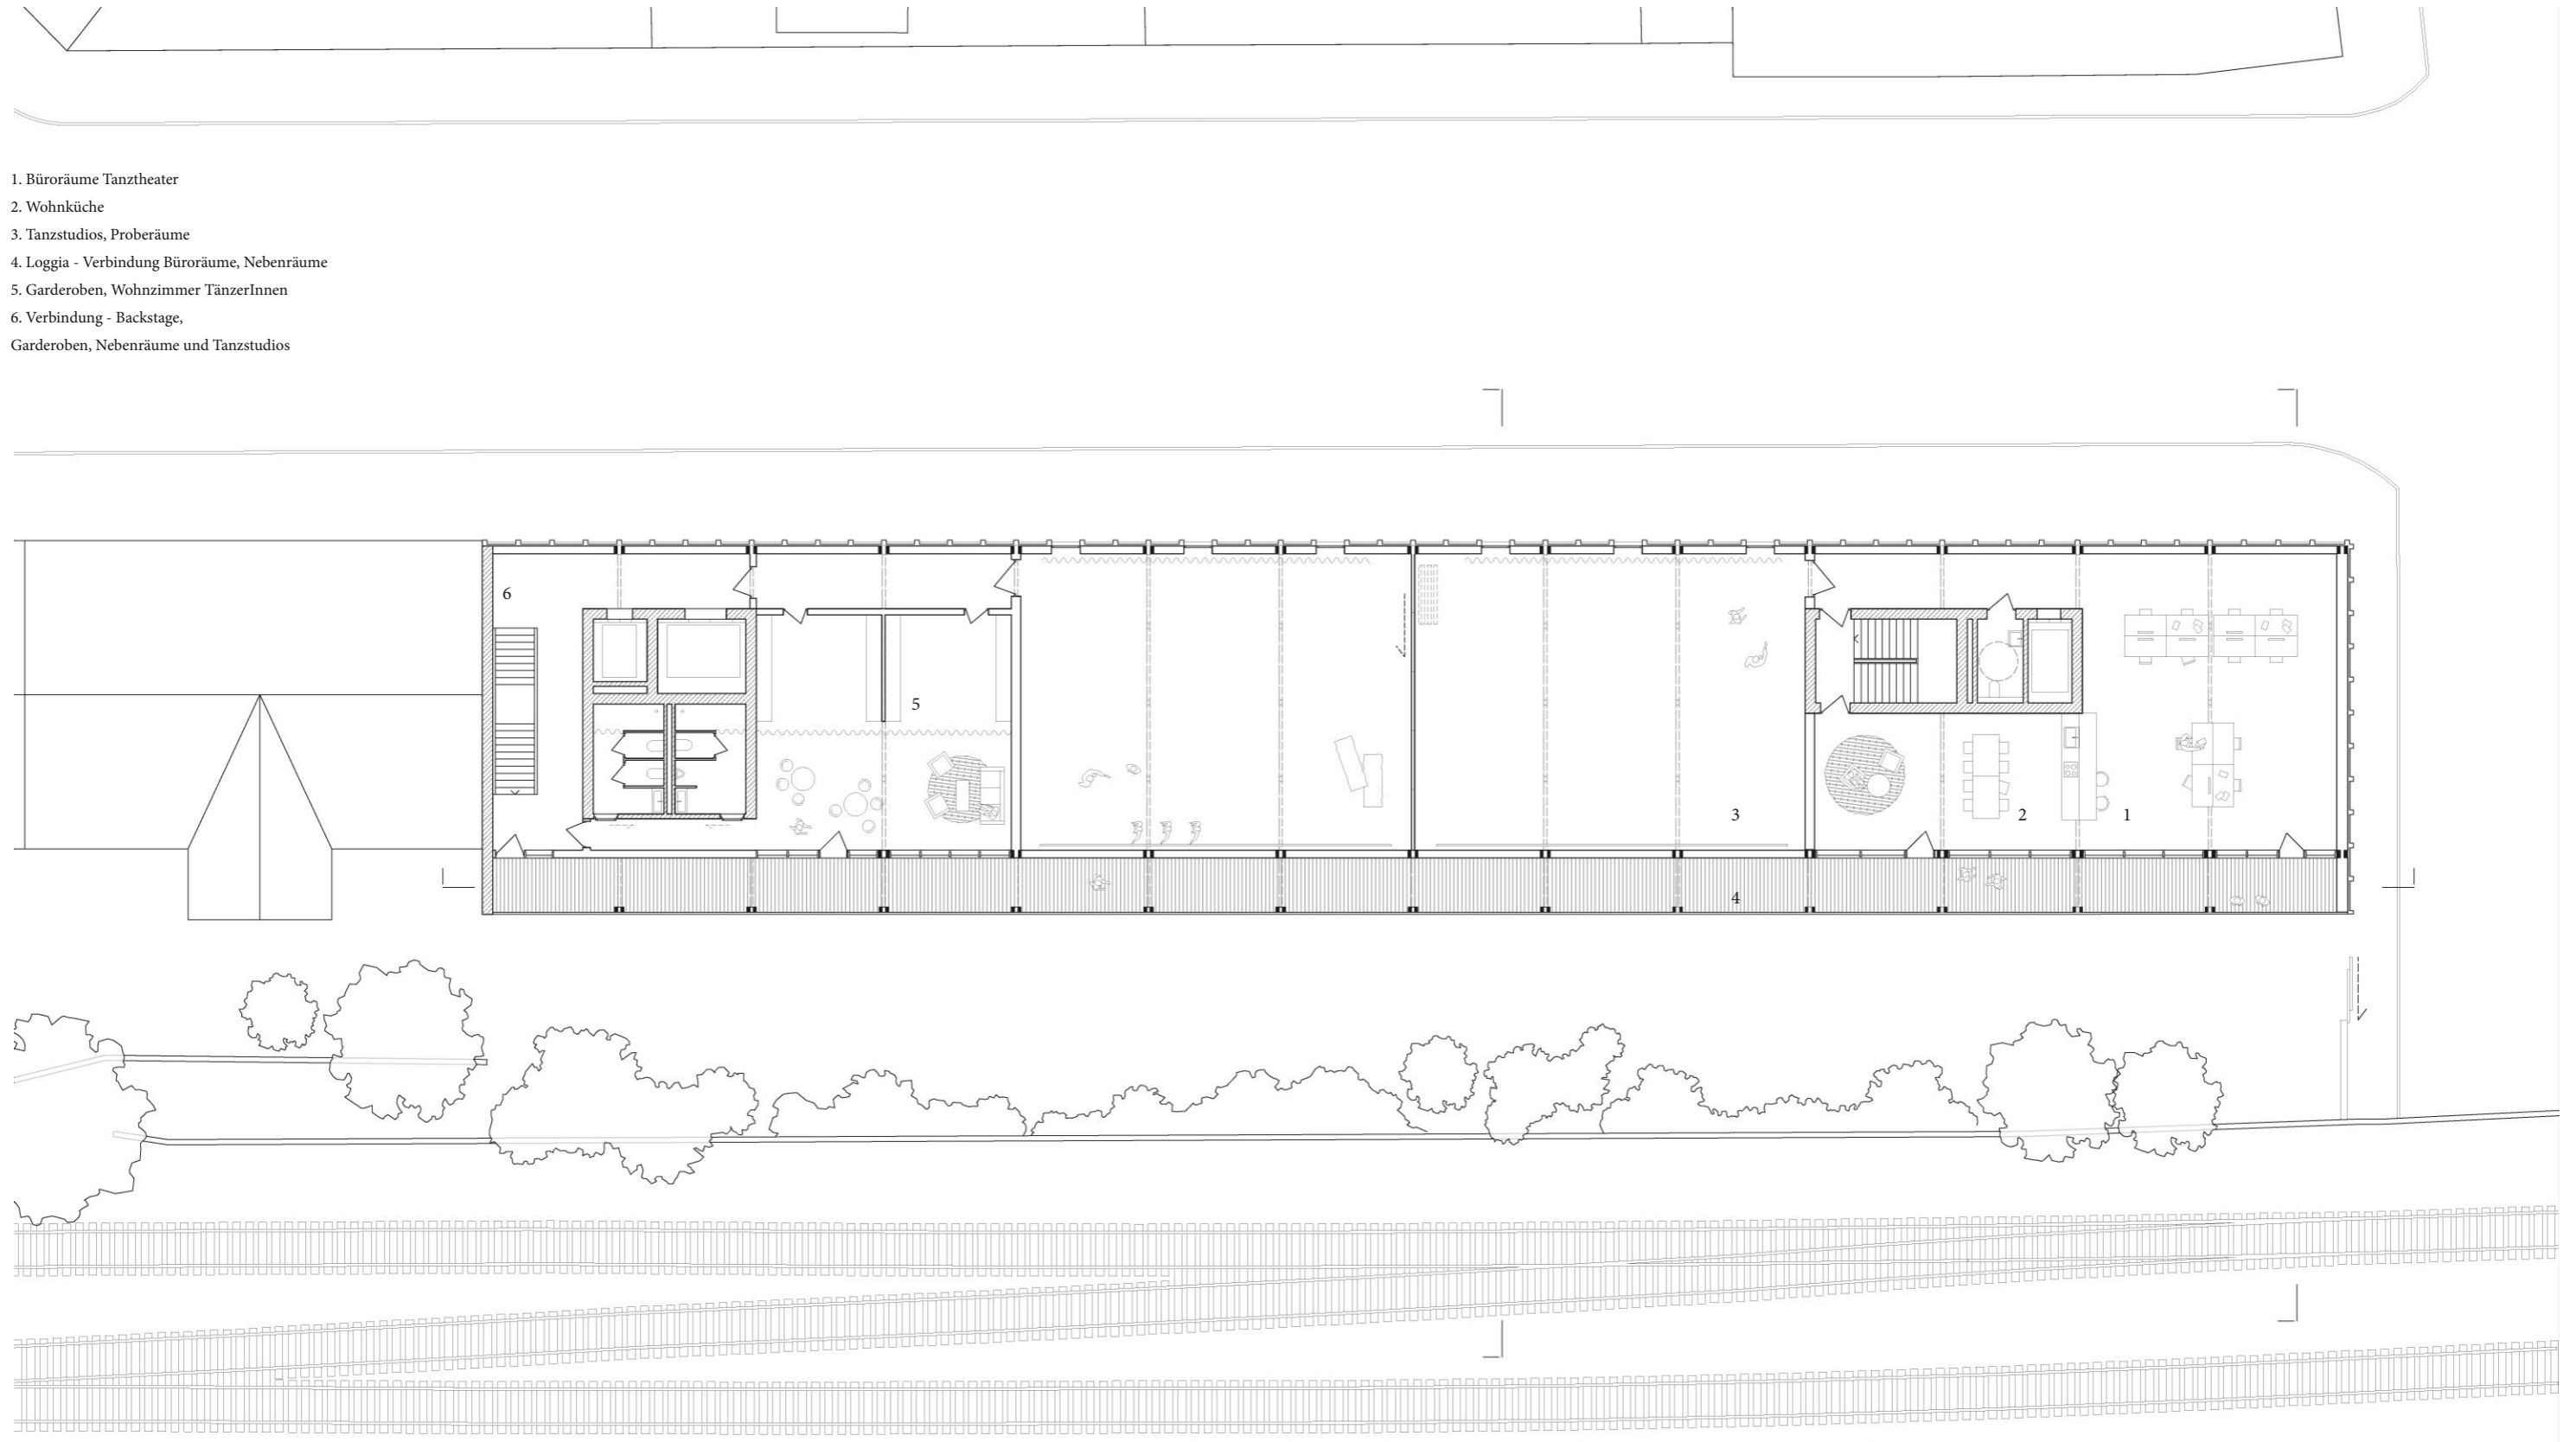 1. Büroräume Tanztheater
2. Wohnküche
3. Tanzstudios, Proberäume
4. Loggia - Verbindung Büroräume, Nebenräume
5. Garderoben, Wohnzimmer TänzerInnen
6. Verbindung - Backstage,
Garderoben, Nebenräume und Tanzstudios
6
5
3
2
1
4